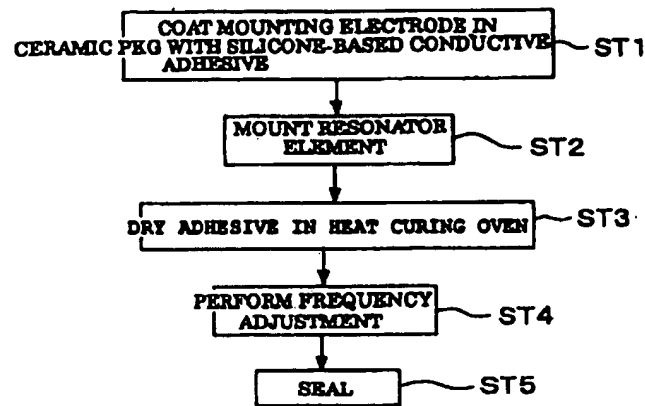 COAT MOUNTING ELECTRODE IN
CERAMIC PKG WITH SILICONE-BASED CONDUCTIVE
ADHESIVE
ST1
MOUNT RESONATOR
ELEMENT
ST2
DRY ADHESIVE IN HEAT CURING OVEN
ST3
PERFORM FREQUENCY
ADJUSTMENT
ST4
SEAL
ST5